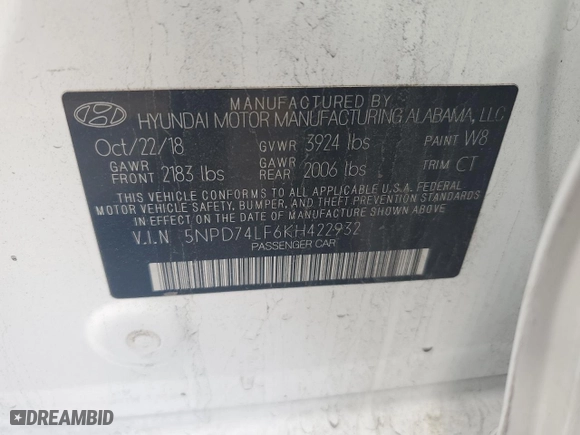 MANUFACTURED BY
HYUNDAI MOTOR MANUFACTURING ALABAMA, LLC
Oct/22/18 GVWR 3924 lbs PAINT W8
GAWR FRONT 2183 lbs GAWR REAR 2006 lbs TRIM CT
THIS VEHICLE CONFORMS TO ALL APPLICABLE U.S.A. FEDERAL
MOTOR VEHICLE SAFETY, BUMPER, AND THEFT PREVENTION STANDARDS
IN EFFECT ON THE DATE OF MANUFACTURE SHOWN ABOVE.
V.I.N 5NPD74LF6KH422932
PASSENGER CAR
DREAMBID